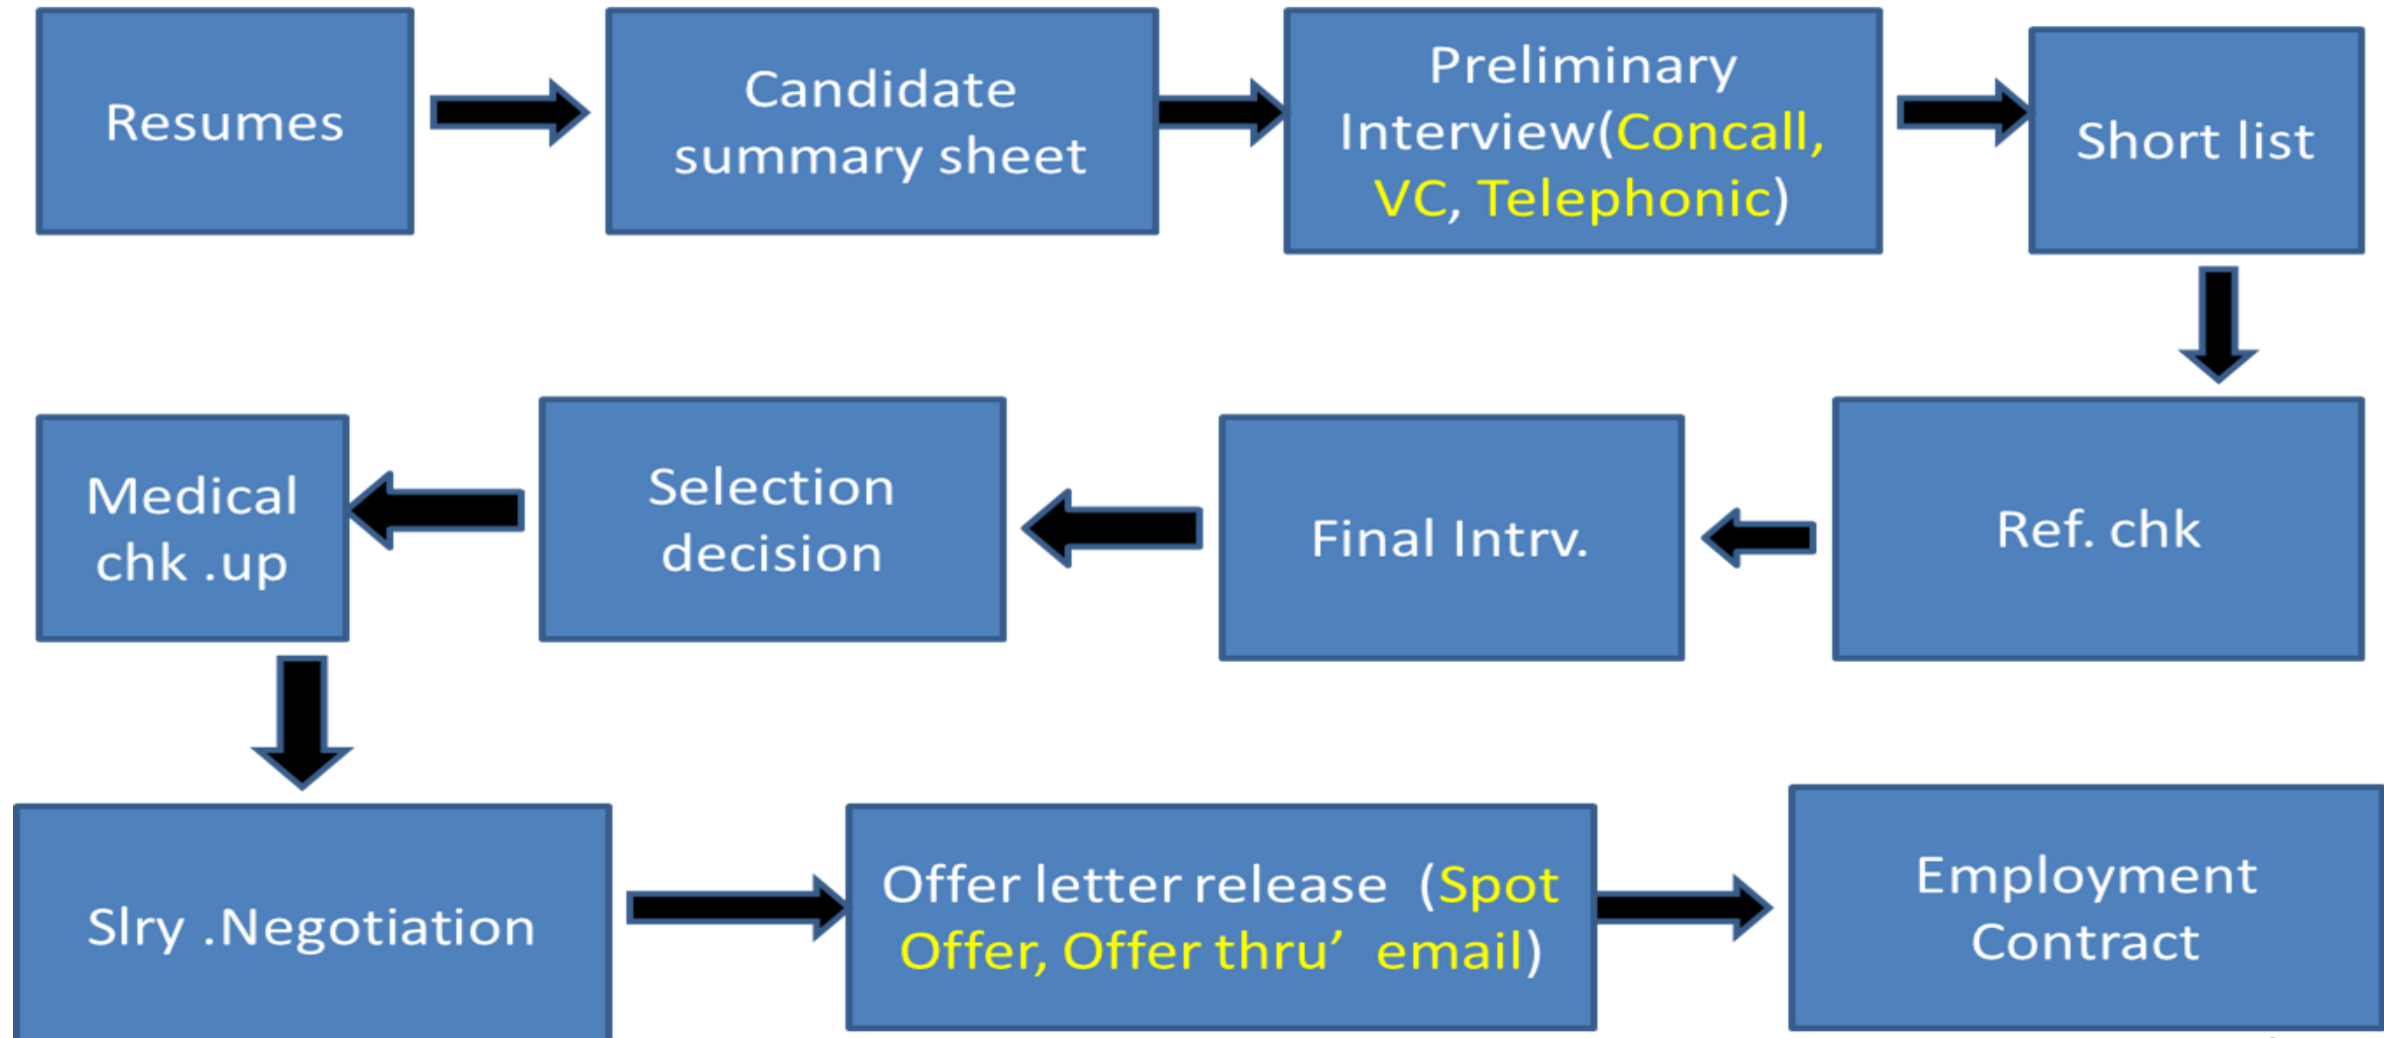 Resumes
Candidate
summary sheet
Preliminary
Interview(Concall,
VC, Telephonic)
Short list
Ref. chk
Final Intrv.
Selection
decision
Medical
chk .up
Slry .Negotiation
Offer letter release  (Spot
Offer, Offer thru’  email)
Employment
Contract